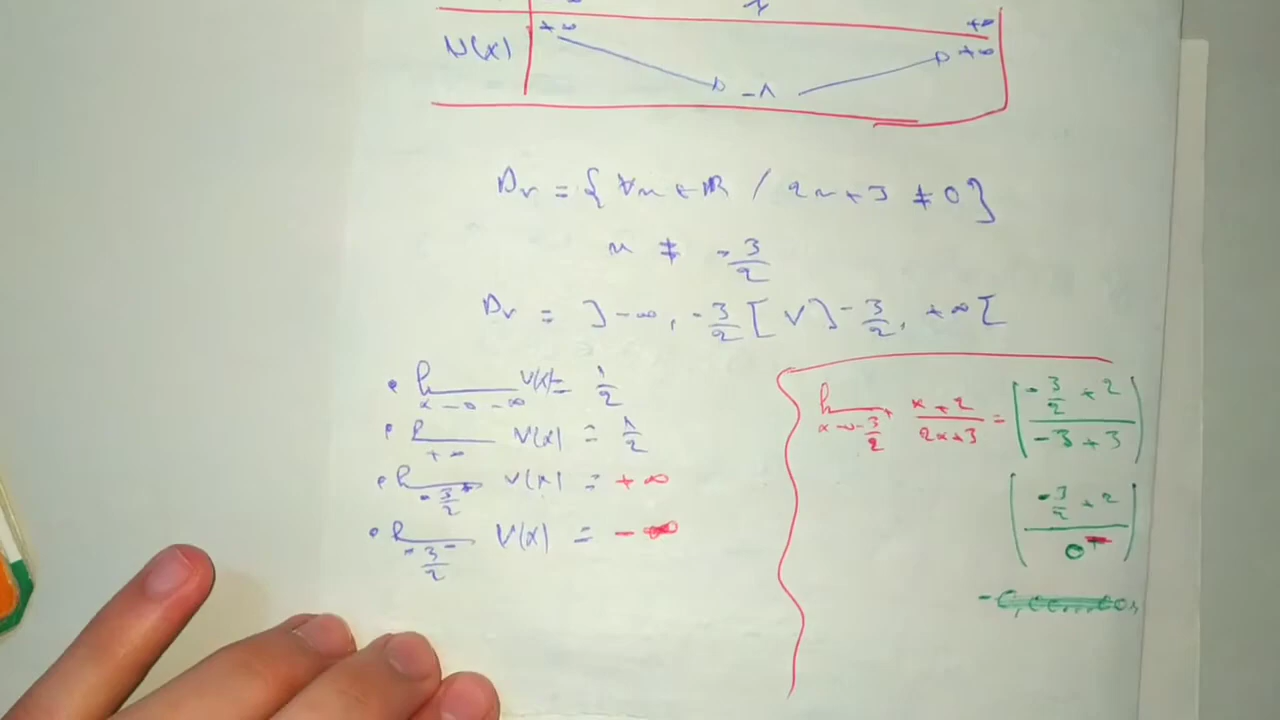 +∞
U(x) +∞ -1 +∞
Dv = { ∀x ∈ ℝ / 2x+3 ≠ 0 }
x ≠ -3/2
Dv = ]-∞, -3/2[ ∪ ]-3/2, +∞[
• lim x→-∞ V(x) = 1/2
• lim +∞ V(x) = 1/2
• lim -3/2⁺ V(x) = +∞
• lim -3/2⁻ V(x) = -∞
lim x→-3/2⁺ x+2 / 2x+3 = ( -3/2 + 2 / -3+3 )
( -3/2 + 2 / 0⁺ )